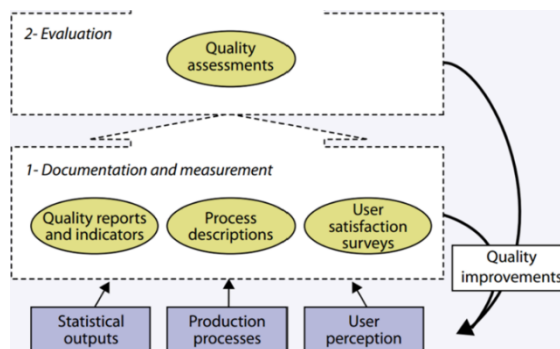 2- Evaluation
Quality
assessments
1- Documentation and measurement
Quality reports
and indicators
Process
descriptions
User
satisfaction
surveys
Quality
improvements
Statistical
outputs
Production
processes
User
perception